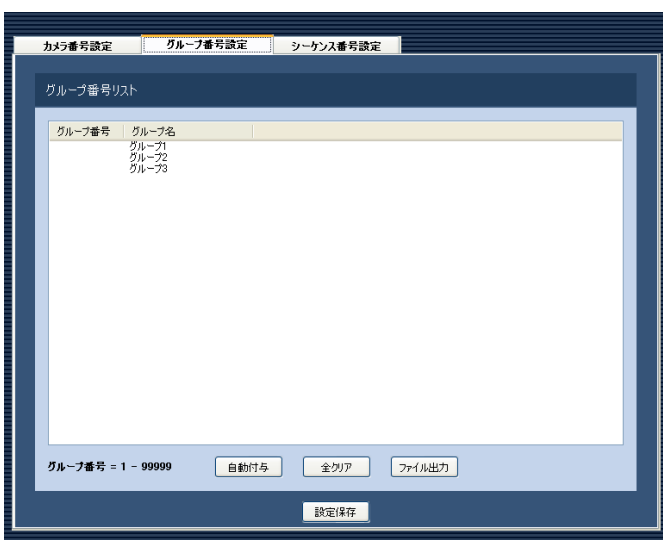 カメラ番号設定 グループ番号設定 シーケンス番号設定
グループ番号リスト
グループ番号 グループ名
グループ1
グループ2
グループ3
グループ番号 = 1 - 99999 自動付与 全クリア ファイル出力
設定保存